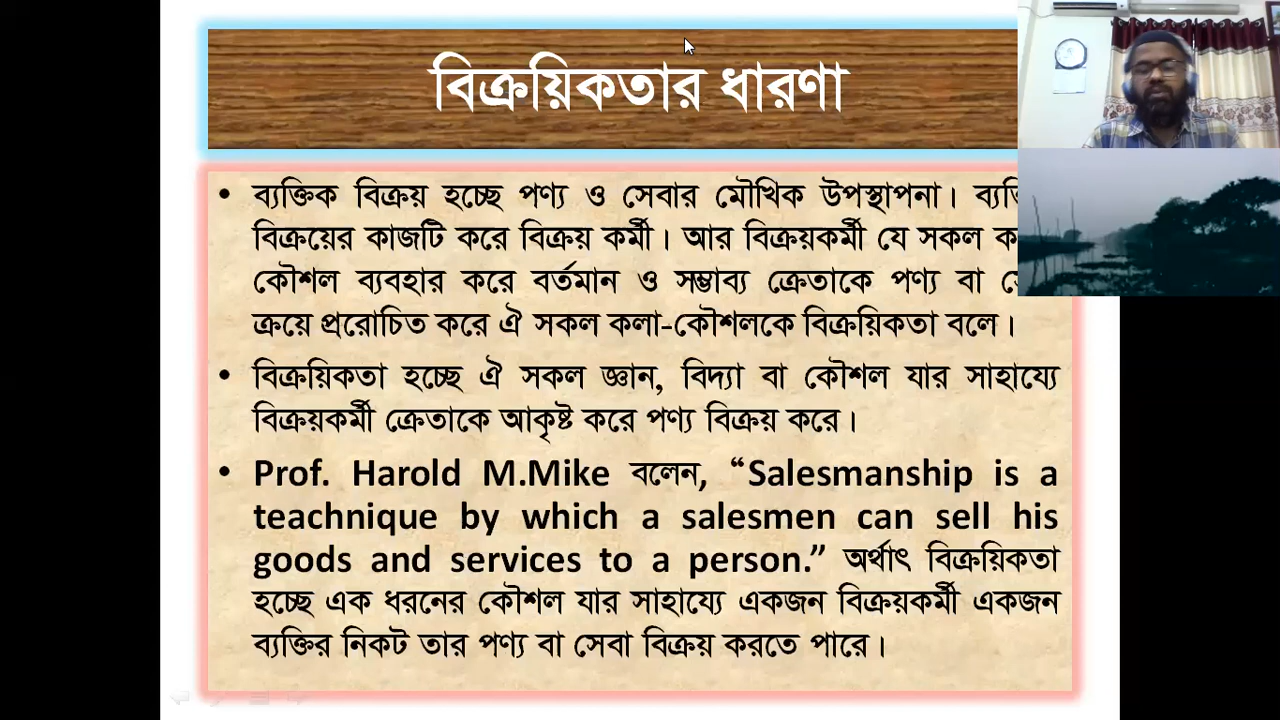 বিক্রয়িকতার ধারণা
• ব্যক্তিক বিক্রয় হচ্ছে পণ্য ও সেবার মৌখিক উপস্থাপনা।
বিক্রয়ের কাজটি করে বিক্রয় কর্মী। আর বিক্রয়কর্মী যে সকল
কৌশল ব্যবহার করে বর্তমান ও সম্ভাব্য ক্রেতাকে পণ্য বা
ক্রয়ে প্ররোচিত করে ঐ সকল কলা-কৌশলকে বিক্রয়িকতা বলে।
• বিক্রয়িকতা হচ্ছে ঐ সকল জ্ঞান, বিদ্যা বা কৌশল যার সাহায্যে
বিক্রয়কর্মী ক্রেতাকে আকৃষ্ট করে পণ্য বিক্রয় করে।
• Prof. Harold M.Mike বলেন, “Salesmanship is a
teachnique by which a salesmen can sell his
goods and services to a person.” অর্থাৎ বিক্রয়িকতা
হচ্ছে এক ধরনের কৌশল যার সাহায্যে একজন বিক্রয়কর্মী একজন
ব্যক্তির নিকট তার পণ্য বা সেবা বিক্রয় করতে পারে।